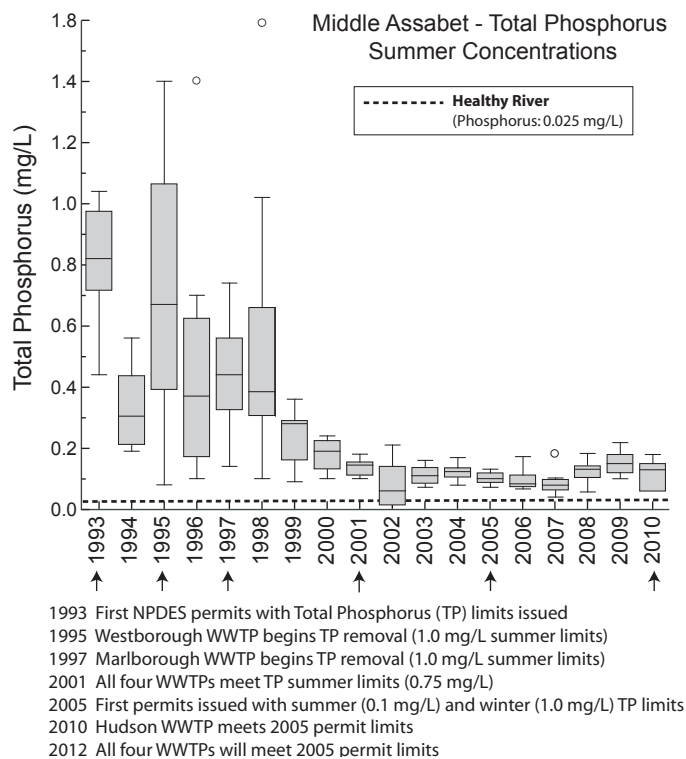 Middle Assabet - Total Phosphorus
Summer Concentrations
Healthy River
(Phosphorus: 0.025 mg/L)
Total Phosphorus (mg/L)
1.8
1.6
1.4
1.2
1.0
0.8
0.6
0.4
0.2
0.0
1993 1994 1995 1996 1997 1998 1999 2000 2001 2002 2003 2004 2005 2006 2007 2008 2009 2010
1993 First NPDES permits with Total Phosphorus (TP) limits issued
1995 Westborough WWTP begins TP removal (1.0 mg/L summer limits)
1997 Marlborough WWTP begins TP removal (1.0 mg/L summer limits)
2001 All four WWTPs meet TP summer limits (0.75 mg/L)
2005 First permits issued with summer (0.1 mg/L) and winter (1.0 mg/L) TP limits
2010 Hudson WWTP meets 2005 permit limits
2012 All four WWTPs will meet 2005 permit limits